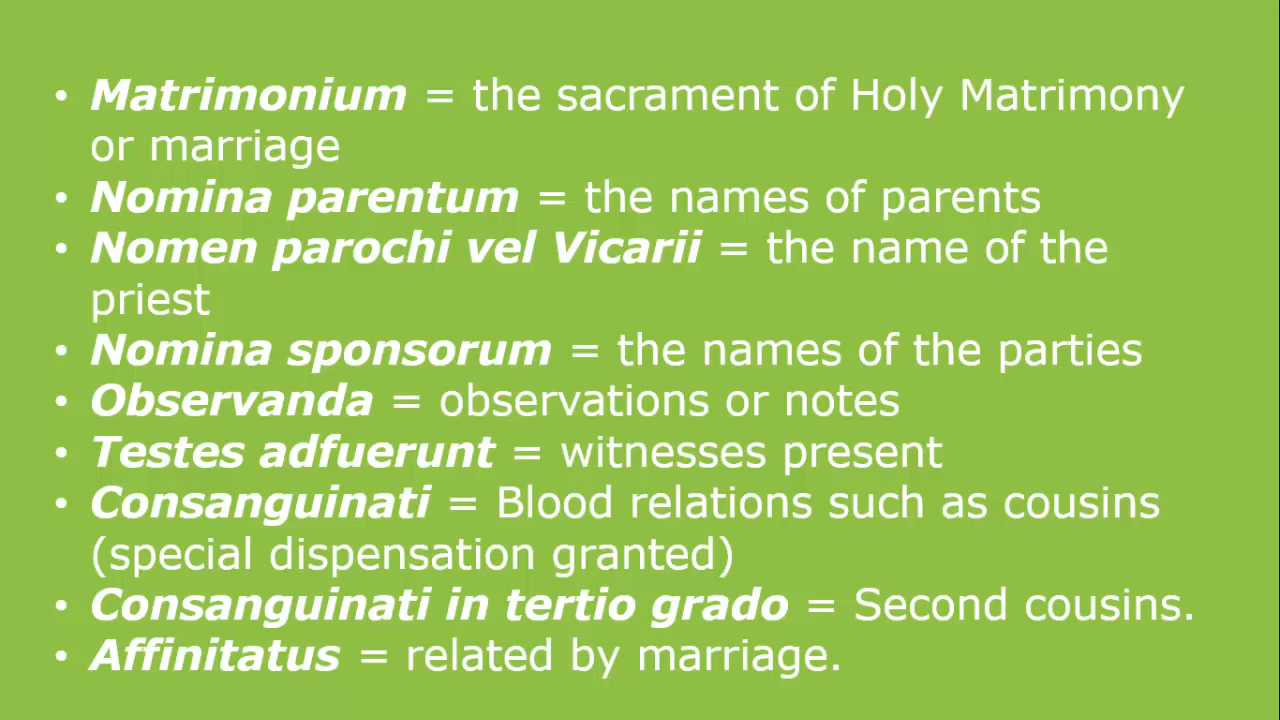 • Matrimonium = the sacrament of Holy Matrimony
or marriage
• Nomina parentum = the names of parents
• Nomen parochi vel Vicarii = the name of the
priest
• Nomina sponsorum = the names of the parties
• Observanda = observations or notes
• Testes adfuerunt = witnesses present
• Consanguinati = Blood relations such as cousins
(special dispensation granted)
• Consanguinati in tertio grado = Second cousins.
• Affinitatus = related by marriage.